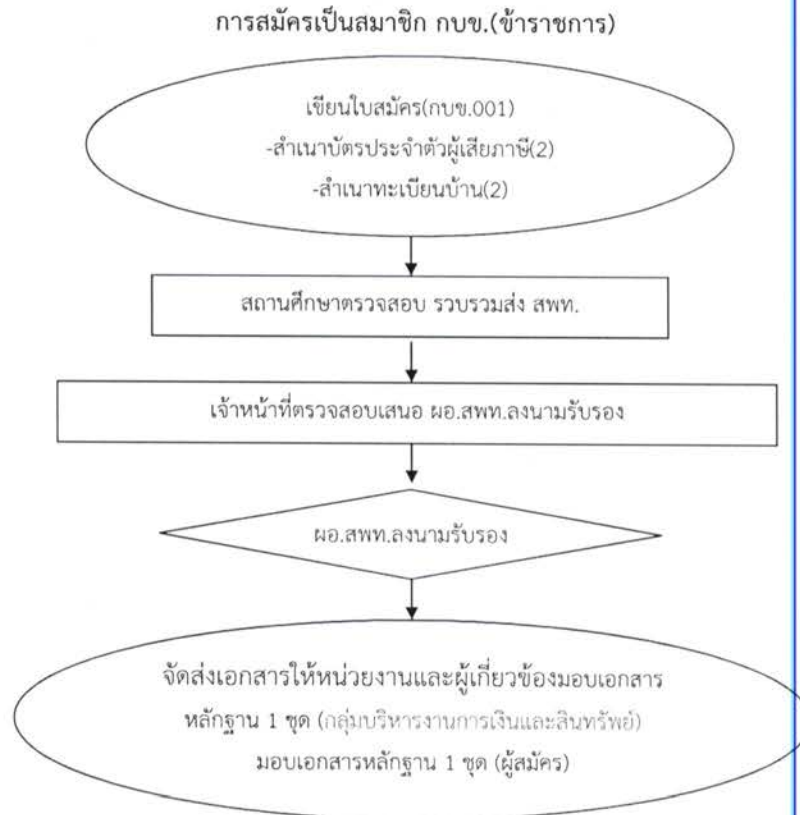 การสมัครเป็นสมาชิก กบข.(ข้าราชการ)
เขียนใบสมัคร(กบข.001)
-สำเนาบัตรประจำตัวผู้เสียภาษี(2)
-สำเนาทะเบียนบ้าน(2)
สถานศึกษาตรวจสอบ รวบรวมส่ง สพท.
เจ้าหน้าที่ตรวจสอบเสนอ ผอ.สพท.ลงนามรับรอง
ผอ.สพท.ลงนามรับรอง
จัดส่งเอกสารให้หน่วยงานและผู้เกี่ยวข้องมอบเอกสาร
หลักฐาน 1 ชุด (กลุ่มบริหารงานการเงินและสินทรัพย์)
มอบเอกสารหลักฐาน 1 ชุด (ผู้สมัคร)